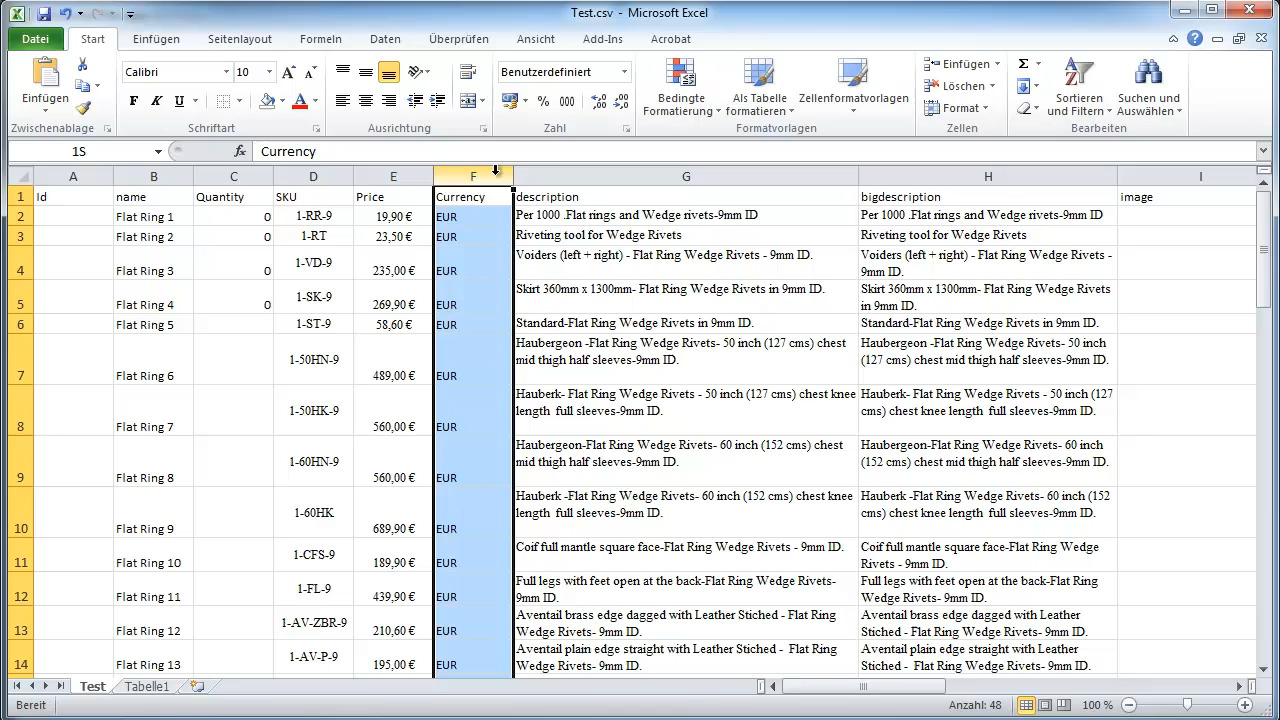 Test.csv - Microsoft Excel
Datei Start Einfügen Seitenlayout Formeln Daten Überprüfen Ansicht Add-Ins Acrobat
Einfügen
Zwischenablage
Calibri 10
F K U
Schriftart
Ausrichtung
Benutzerdefiniert
% 000
Zahl
Bedingte
Formatierung
Als Tabelle
formatieren
Zellenformatvorlagen
Formatvorlagen
Einfügen
Löschen
Format
Zellen
Σ
Sortieren
und Filtern
Suchen und
Auswählen
Bearbeiten
1S fx Currency
A B C D E F G H I
1 Id name Quantity SKU Price Currency description bigdescription image
2 Flat Ring 1 0 1-RR-9 19,90 € EUR Per 1000 .Flat rings and Wedge rivets-9mm ID Per 1000 .Flat rings and Wedge rivets-9mm ID
3 Flat Ring 2 0 1-RT 23,50 € EUR Riveting tool for Wedge Rivets Riveting tool for Wedge Rivets
4 Flat Ring 3 0 1-VD-9 235,00 € EUR Voiders (left + right) - Flat Ring Wedge Rivets - 9mm ID. Voiders (left + right) - Flat Ring Wedge Rivets -
9mm ID.
5 Flat Ring 4 0 1-SK-9 269,90 € EUR Skirt 360mm x 1300mm- Flat Ring Wedge Rivets in 9mm ID. Skirt 360mm x 1300mm- Flat Ring Wedge Rivets
in 9mm ID.
6 Flat Ring 5 1-ST-9 58,60 € EUR Standard-Flat Ring Wedge Rivets in 9mm ID. Standard-Flat Ring Wedge Rivets in 9mm ID.
7 Flat Ring 6 1-50HN-9 489,00 € EUR Haubergeon -Flat Ring Wedge Rivets- 50 inch (127 cms) chest Haubergeon -Flat Ring Wedge Rivets- 50 inch
mid thigh half sleeves-9mm ID. (127 cms) chest mid thigh half sleeves-9mm ID.
8 Flat Ring 7 1-50HK-9 560,00 € EUR Hauberk- Flat Ring Wedge Rivets - 50 inch (127 cms) chest knee Hauberk- Flat Ring Wedge Rivets - 50 inch (127
length full sleeves-9mm ID. cms) chest knee length full sleeves-9mm ID.
9 Flat Ring 8 1-60HN-9 560,00 € EUR Haubergeon-Flat Ring Wedge Rivets- 60 inch (152 cms) chest Haubergeon-Flat Ring Wedge Rivets- 60 inch
mid thigh half sleeves-9mm ID. (152 cms) chest mid thigh half sleeves-9mm ID.
10 Flat Ring 9 1-60HK 689,90 € EUR Hauberk -Flat Ring Wedge Rivets- 60 inch (152 cms) chest knee Hauberk -Flat Ring Wedge Rivets- 60 inch (152
length full sleeves-9mm ID. cms) chest knee length full sleeves-9mm ID.
11 Flat Ring 10 1-CFS-9 189,90 € EUR Coif full mantle square face-Flat Ring Wedge Rivets - 9mm ID. Coif full mantle square face-Flat Ring Wedge
Rivets - 9mm ID.
12 Flat Ring 11 1-FL-9 439,90 € EUR Full legs with feet open at the back-Flat Ring Wedge Rivets- Full legs with feet open at the back-Flat Ring
9mm ID. Wedge Rivets- 9mm ID.
13 Flat Ring 12 1-AV-ZBR-9 210,60 € EUR Aventail brass edge dagged with Leather Stiched - Flat Ring Aventail brass edge dagged with Leather
Wedge Rivets- 9mm ID. Stiched - Flat Ring Wedge Rivets- 9mm ID.
14 Flat Ring 13 1-AV-P-9 195,00 € EUR Aventail plain edge straight with Leather Stiched - Flat Ring Aventail plain edge straight with Leather
Wedge Rivets- 9mm ID. Stiched - Flat Ring Wedge Rivets- 9mm ID.
Test Tabelle1
Bereit Anzahl: 48 100 %